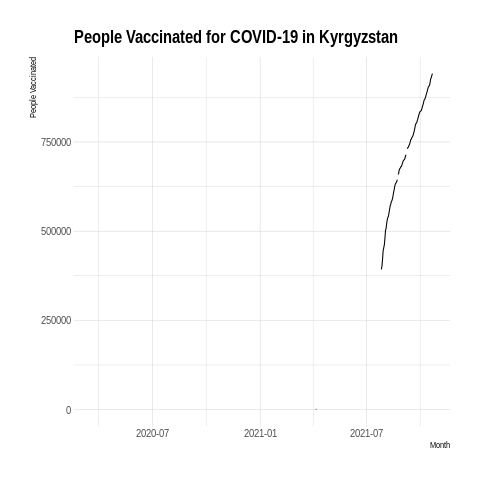 People Vaccinated for COVID-19 in Kyrgyzstan
People Vaccinated
750000
500000
250000
0
2020-07 2021-01 2021-07
Month